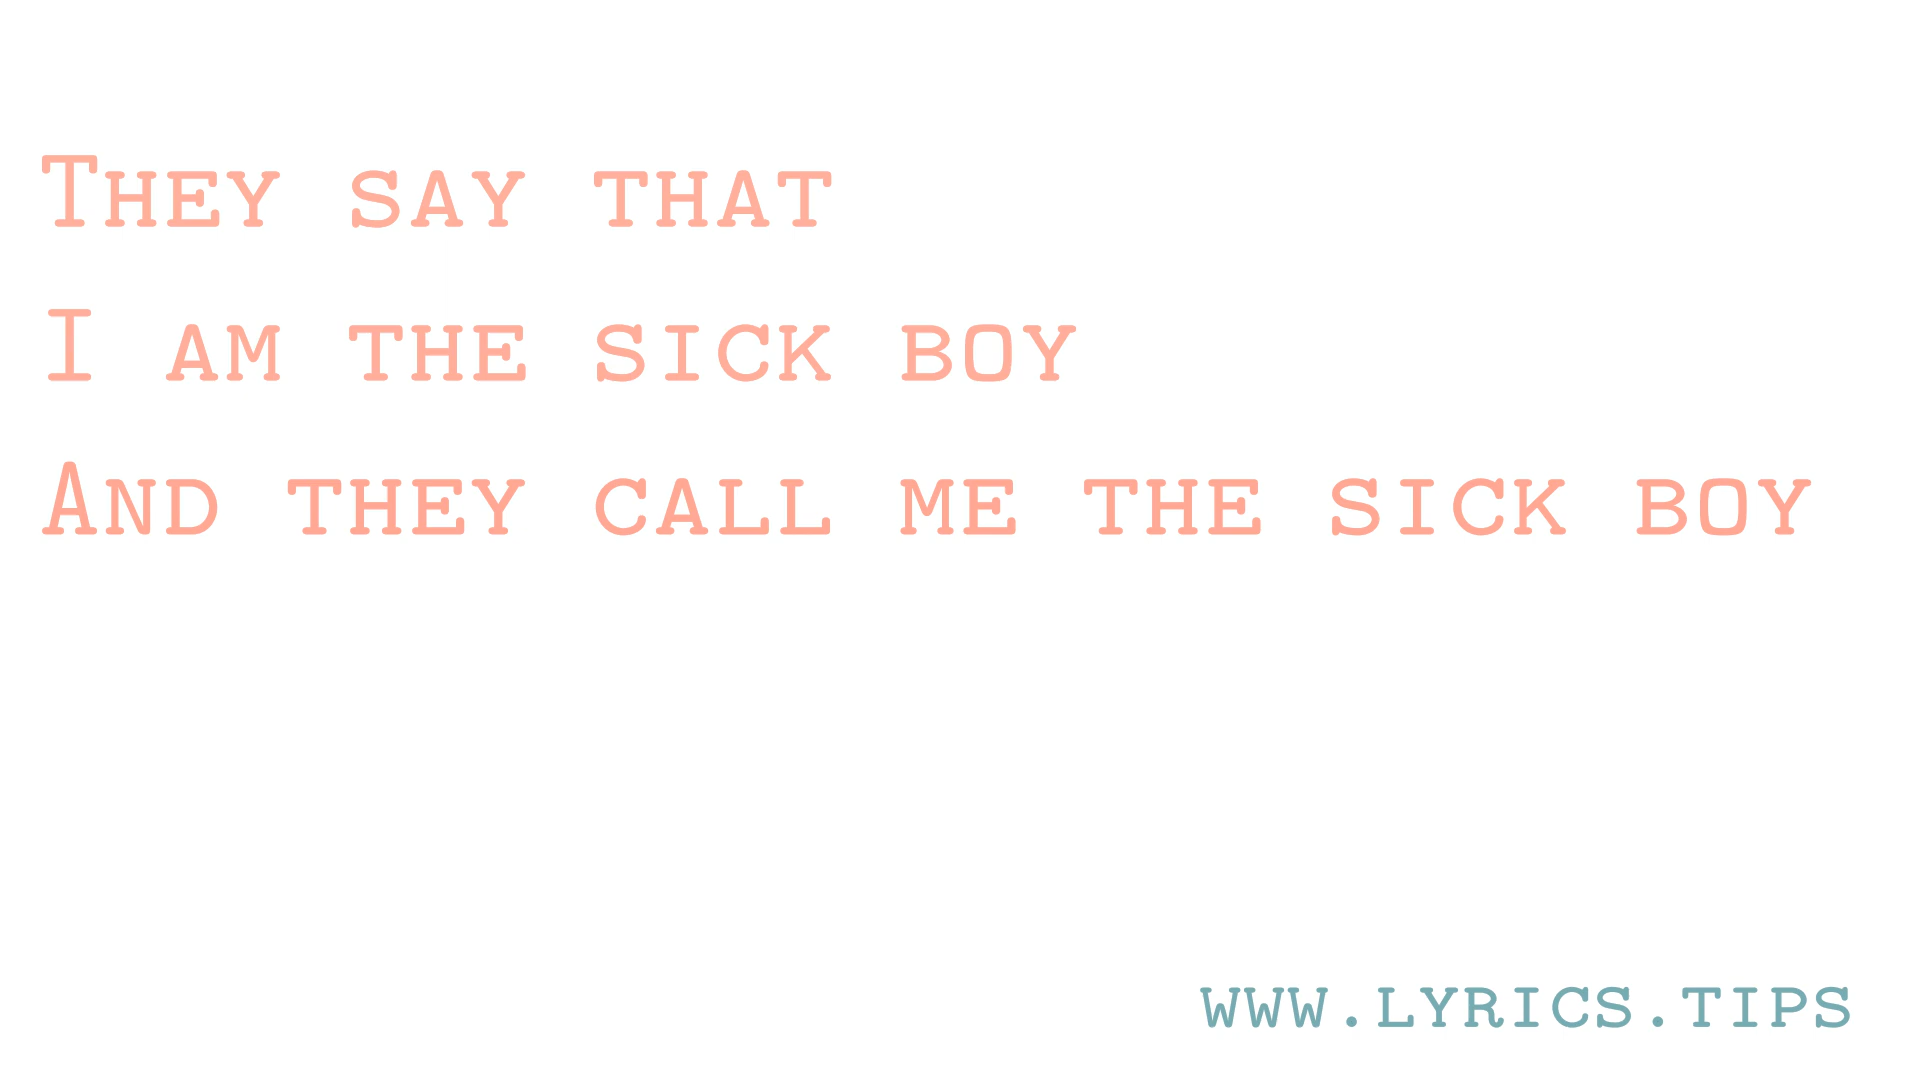 They say that
I am the sick boy
And they call me the sick boy
www.lyrics.tips